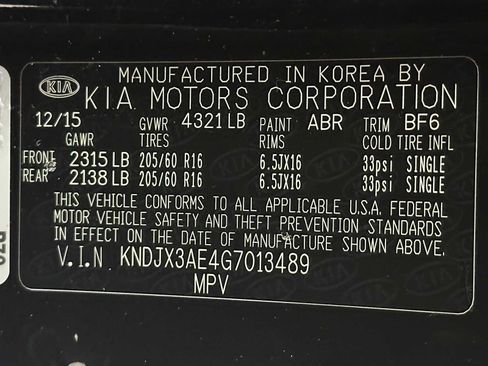 KIA MANUFACTURED IN KOREA BY
KIA MOTORS CORPORATION
12/15 GVWR 4321 LB PAINT ABR TRIM BF6
GAWR TIRES RIMS COLD TIRE INFL
FRONT 2315 LB 205/60 R16 6.5JX16 33psi SINGLE
REAR 2138 LB 205/60 R16 6.5JX16 33psi SINGLE
THIS VEHICLE CONFORMS TO ALL APPLICABLE U.S.A. FEDERAL
MOTOR VEHICLE SAFETY AND THEFT PREVENTION STANDARDS
IN EFFECT ON THE DATE OF MANUFACTURE SHOWN ABOVE.
V.I.N KNDJX3AE4G7013489
MPV